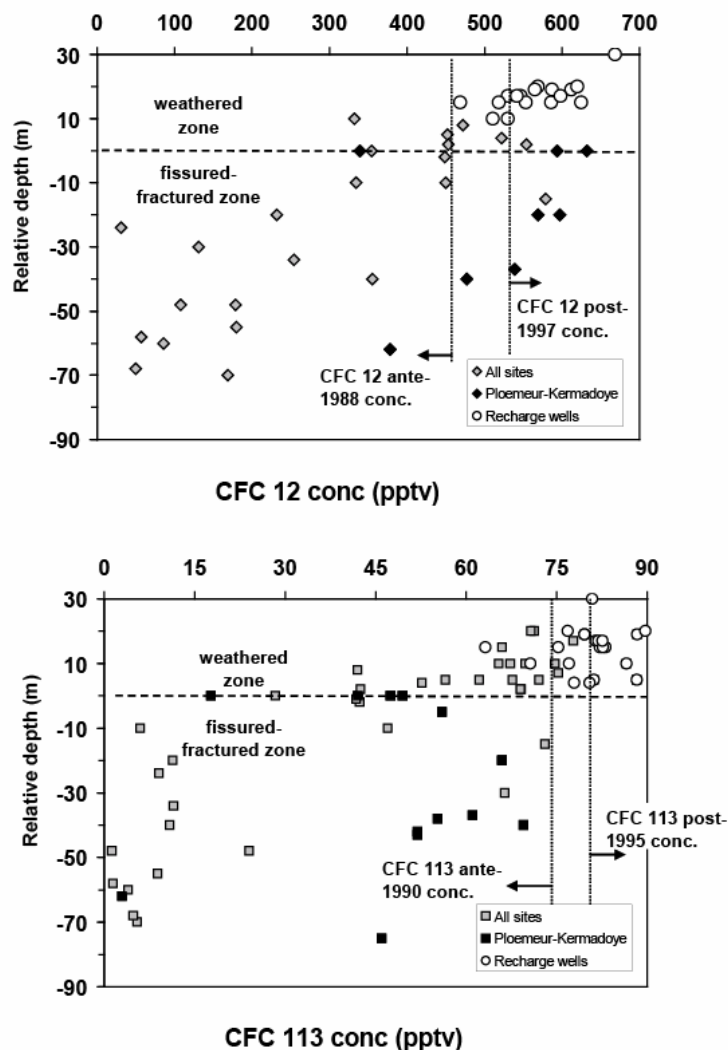 0 100 200 300 400 500 600 700
30
10
-10
-30
-50
-70
-90
Relative depth (m)
weathered
zone
fissured-
fractured zone
CFC 12 post-
1997 conc.
CFC 12 ante-
1988 conc.
All sites
Ploemeur-Kermadoye
Recharge wells
CFC 12 conc (pptv)
0 15 30 45 60 75 90
30
10
-10
-30
-50
-70
-90
Relative depth (m)
weathered
zone
fissured-
fractured zone
CFC 113 post-
1995 conc.
CFC 113 ante-
1990 conc.
All sites
Ploemeur-Kermadoye
Recharge wells
CFC 113 conc (pptv)